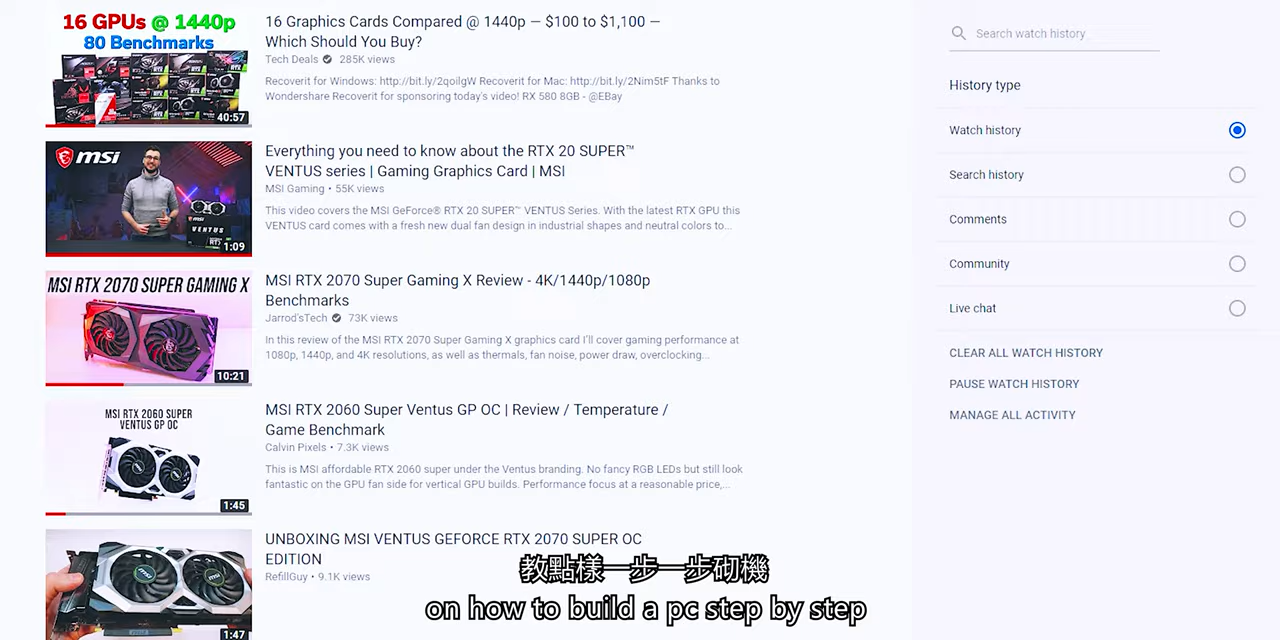 16 GPUs @ 1440p
80 Benchmarks
40:57
16 Graphics Cards Compared @ 1440p — $100 to $1,100 —
Which Should You Buy?
Tech Deals 285K views
Recoverit for Windows: http://bit.ly/2qoilgW Recoverit for Mac: http://bit.ly/2Nim5tF Thanks to
Wondershare Recoverit for sponsoring today's video! RX 580 8GB - @EBay
msi
VENTUS
1:09
Everything you need to know about the RTX 20 SUPER™
VENTUS series | Gaming Graphics Card | MSI
MSI Gaming • 55K views
This video covers the MSI GeForce® RTX 20 SUPER™ VENTUS Series. With the latest RTX GPU this
VENTUS card comes with a fresh new dual fan design in industrial shapes and neutral colors to...
MSI RTX 2070 SUPER GAMING X
10:21
MSI RTX 2070 Super Gaming X Review - 4K/1440p/1080p
Benchmarks
Jarrod'sTech 73K views
In this review of the MSI RTX 2070 Super Gaming X graphics card I'll cover gaming performance at
1080p, 1440p, and 4K resolutions, as well as thermals, fan noise, power draw, overclocking...
MSI RTX 2060 SUPER
VENTUS GP OC
1:45
MSI RTX 2060 Super Ventus GP OC | Review / Temperature /
Game Benchmark
Calvin Pixels • 7.3K views
This is MSI affordable RTX 2060 super under the Ventus branding. No fancy RGB LEDs but still look
fantastic on the GPU fan side for vertical GPU builds. Performance focus at a reasonable price,...
1:47
UNBOXING MSI VENTUS GEFORCE RTX 2070 SUPER OC
EDITION
RefillGuy • 9.1K views
Search watch history
History type
Watch history
Search history
Comments
Community
Live chat
CLEAR ALL WATCH HISTORY
PAUSE WATCH HISTORY
MANAGE ALL ACTIVITY
教點樣一步一步砌機
on how to build a pc step by step